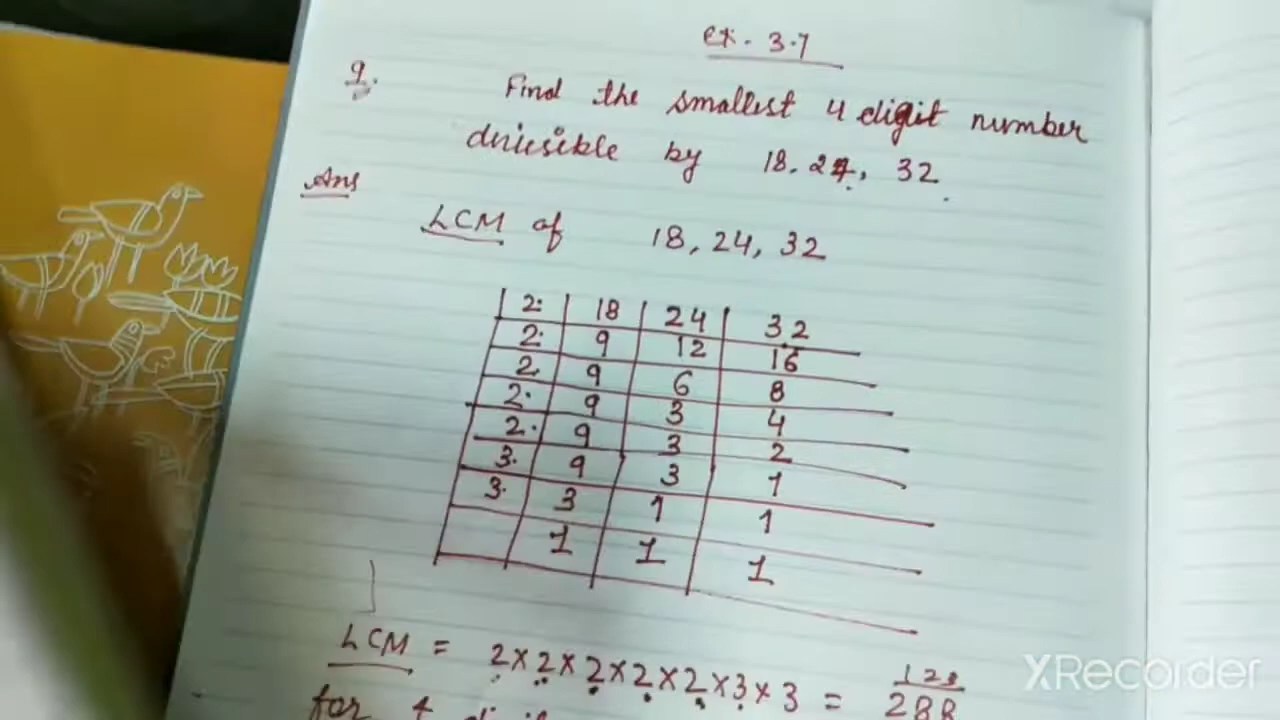 ex. 3.7
9.
Find the smallest 4 digit number
divisible by 18, 24, 32.
Ans
LCM of 18, 24, 32
2 18 24 32
2 9 12 16
2 9 6 8
2 9 3 4
2 9 3 2
3 9 3 1
3 3 1 1
1 1 1
LCM = 2×2×2×2×2×3×3 = 288
for 4
XRecorder